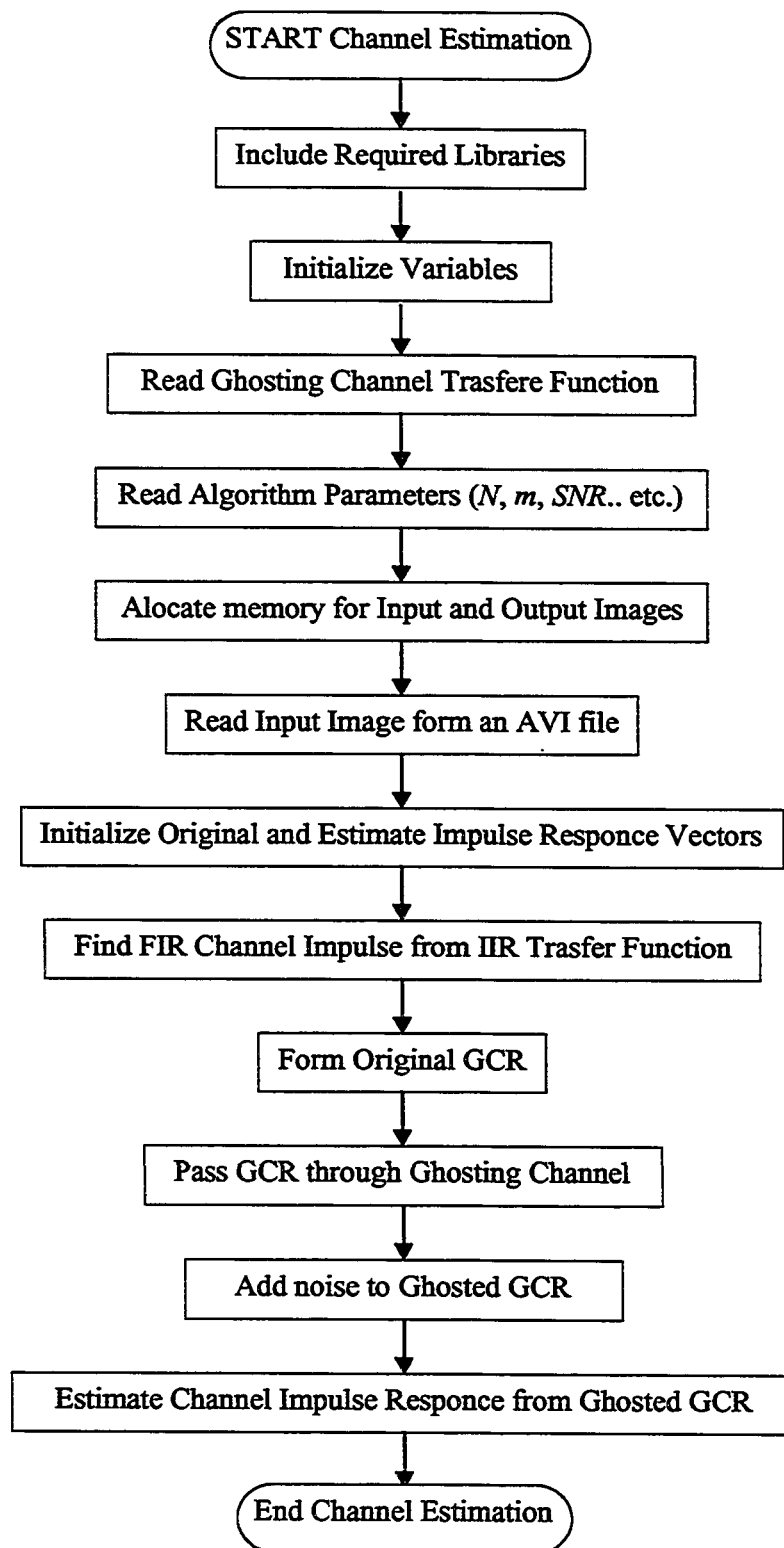 START Channel Estimation
Include Required Libraries
Initialize Variables
Read Ghosting Channel Trasfere Function
Read Algorithm Parameters (N, m, SNR.. etc.)
Alocate memory for Input and Output Images
Read Input Image form an AVI file
Initialize Original and Estimate Impulse Responce Vectors
Find FIR Channel Impulse from IIR Trasfer Function
Form Original GCR
Pass GCR through Ghosting Channel
Add noise to Ghosted GCR
Estimate Channel Impulse Responce from Ghosted GCR
End Channel Estimation